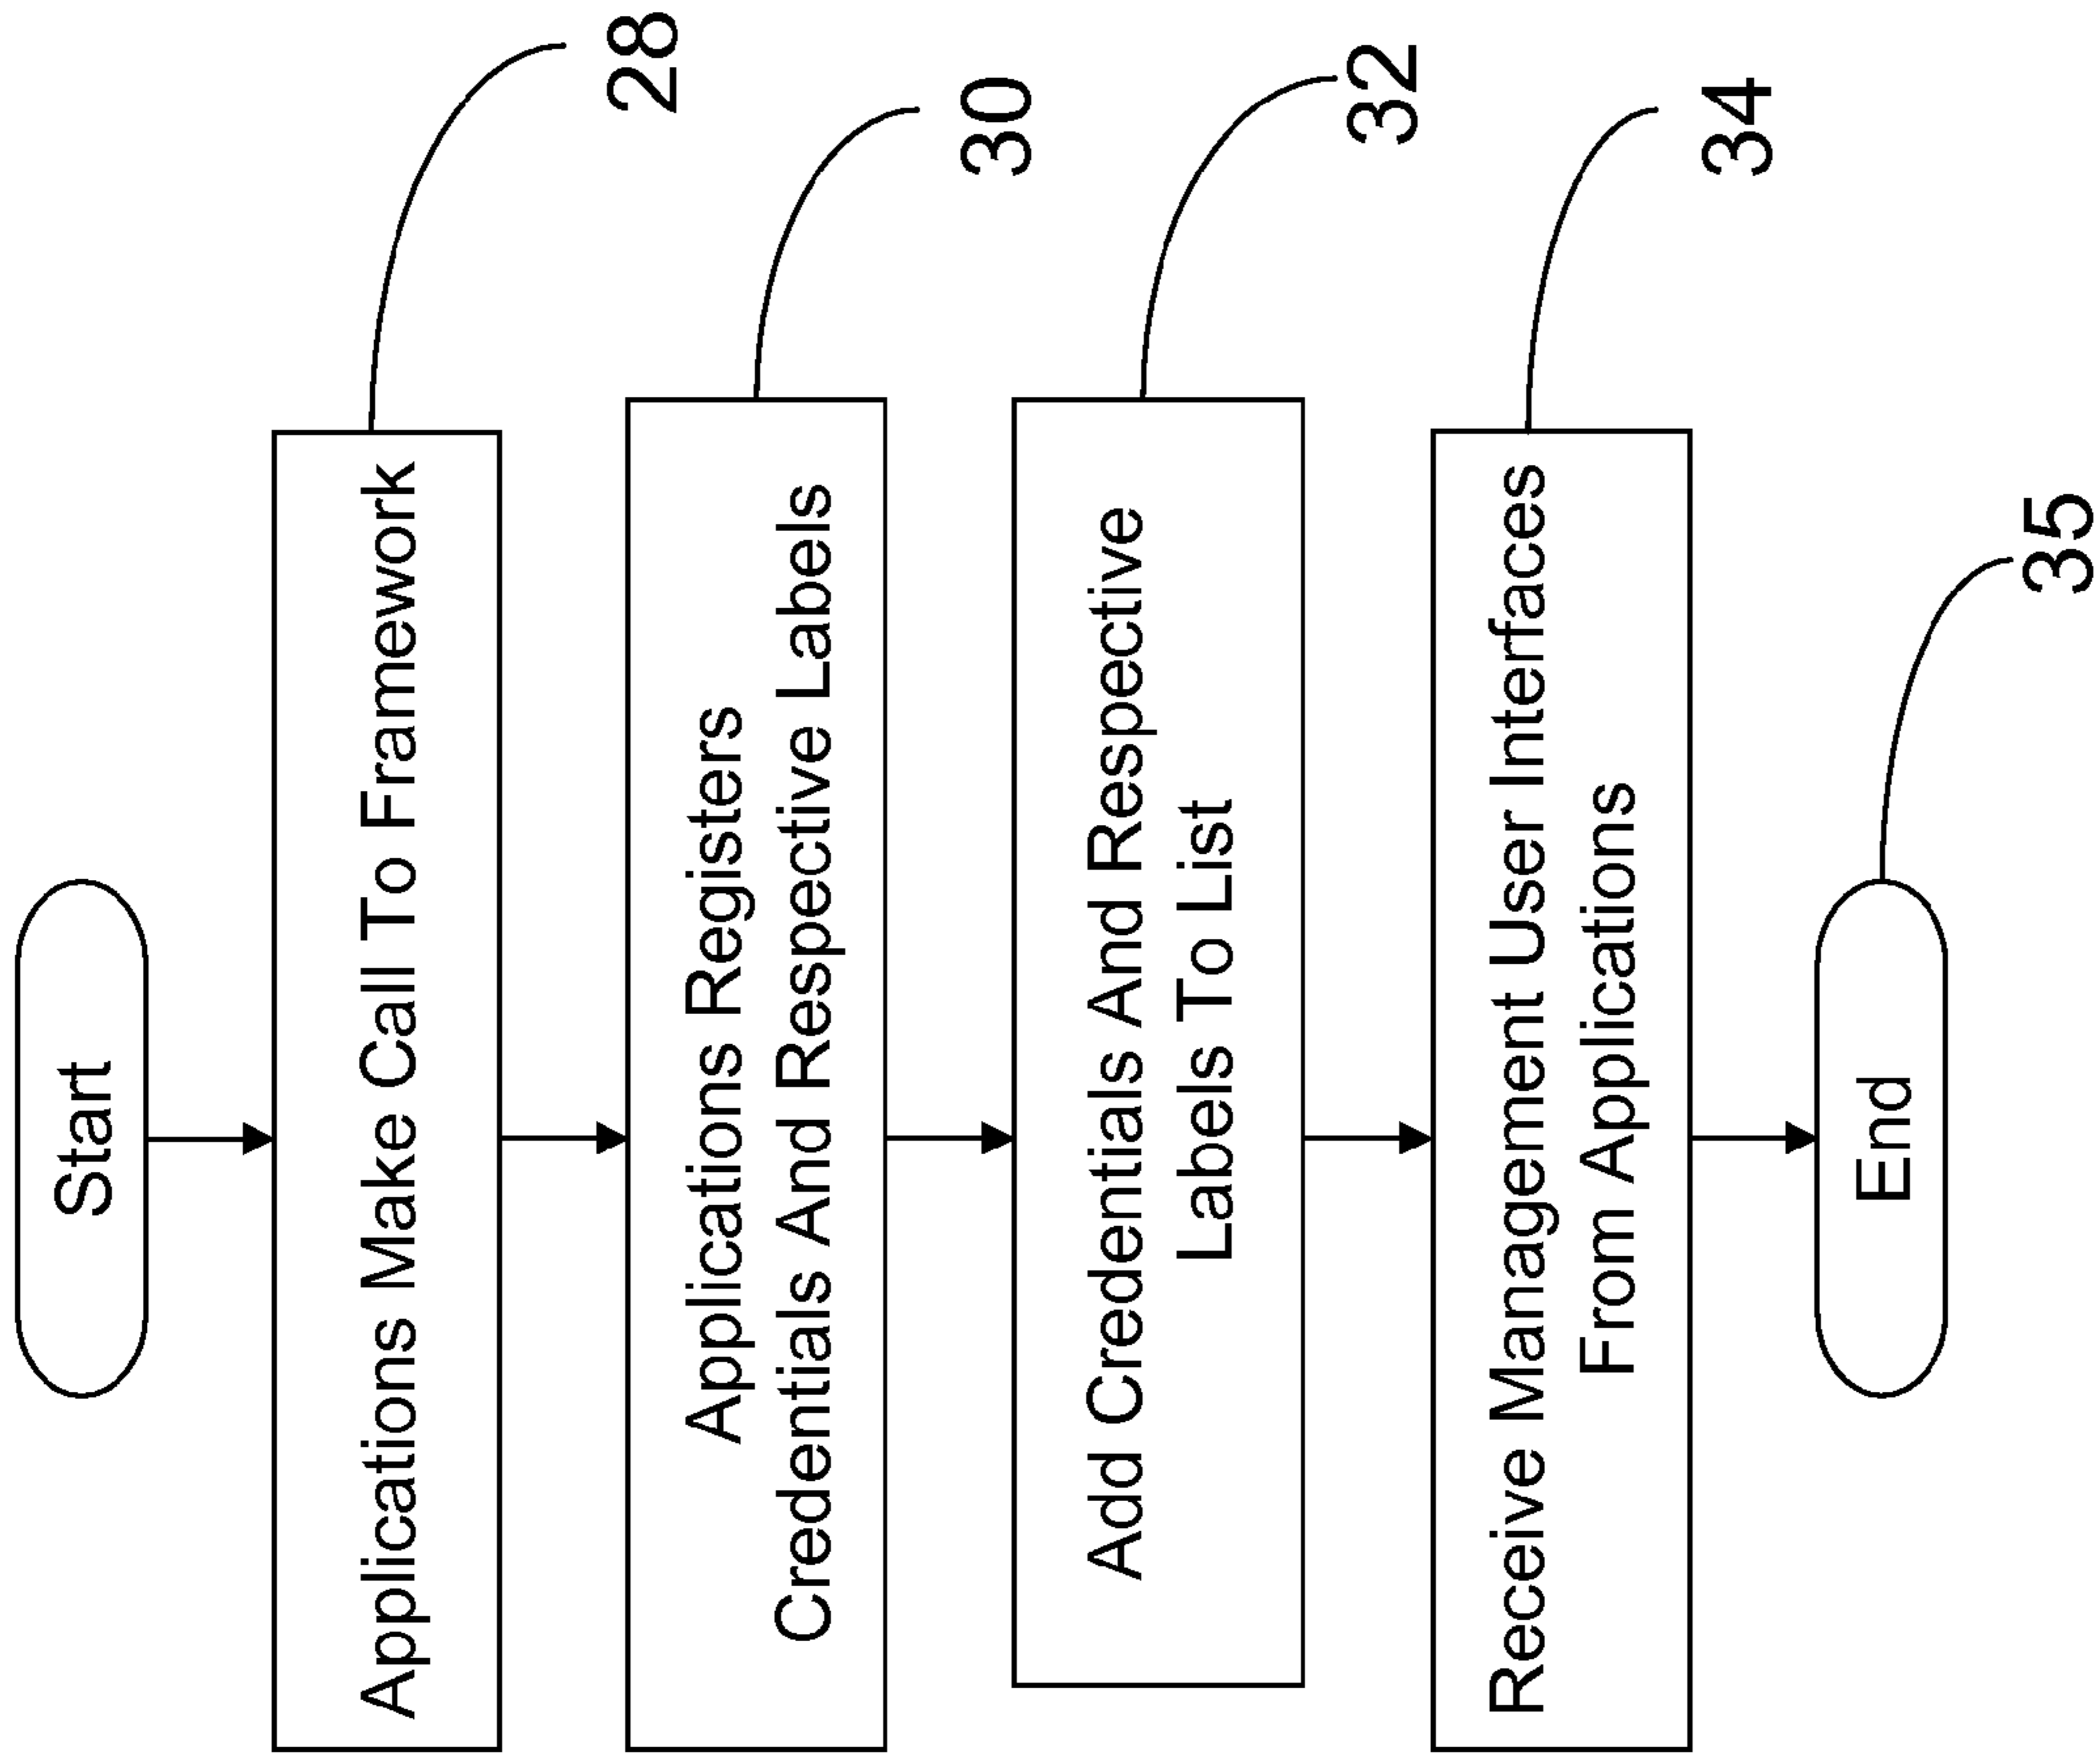 Start
Applications Make Call To Framework
28
Applications Registers
Credentials And Respective Labels
30
Add Credentials And Respective
Labels To List
32
Receive Management User Interfaces
From Applications
34
End
35